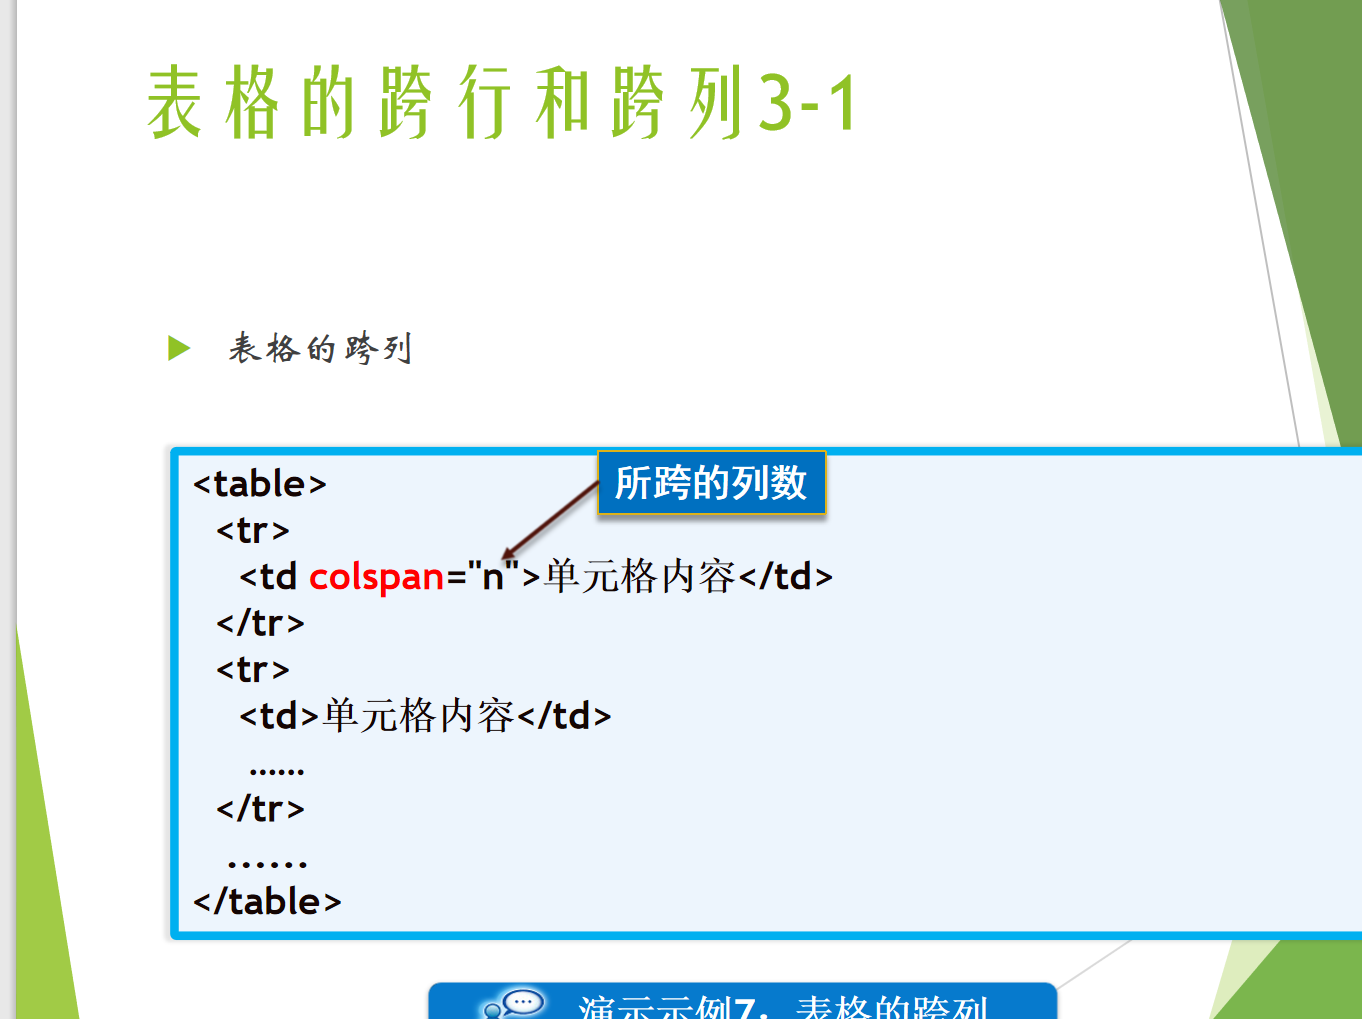 表格的跨行和跨列3-1
表格的跨列
所跨的列数
<table>
<tr>
<td colspan="n">单元格内容</td>
</tr>
<tr>
<td>单元格内容</td>
......
</tr>
......
</table>
演示示例7：表格的跨列